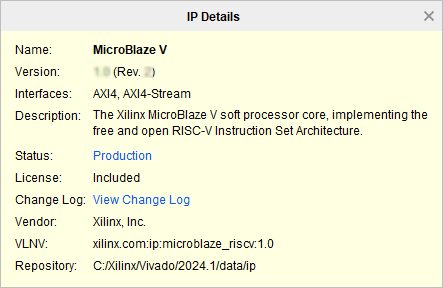 IP Details
Name: MicroBlaze V
Version: (Rev. )
Interfaces: AXI4, AXI4-Stream
Description: The Xilinx MicroBlaze V soft processor core, implementing the
free and open RISC-V Instruction Set Architecture.
Status: Production
License: Included
Change Log: View Change Log
Vendor: Xilinx, Inc.
VLNV: xilinx.com:ip:microblaze_riscv:1.0
Repository: C:/Xilinx/Vivado/2024.1/data/ip